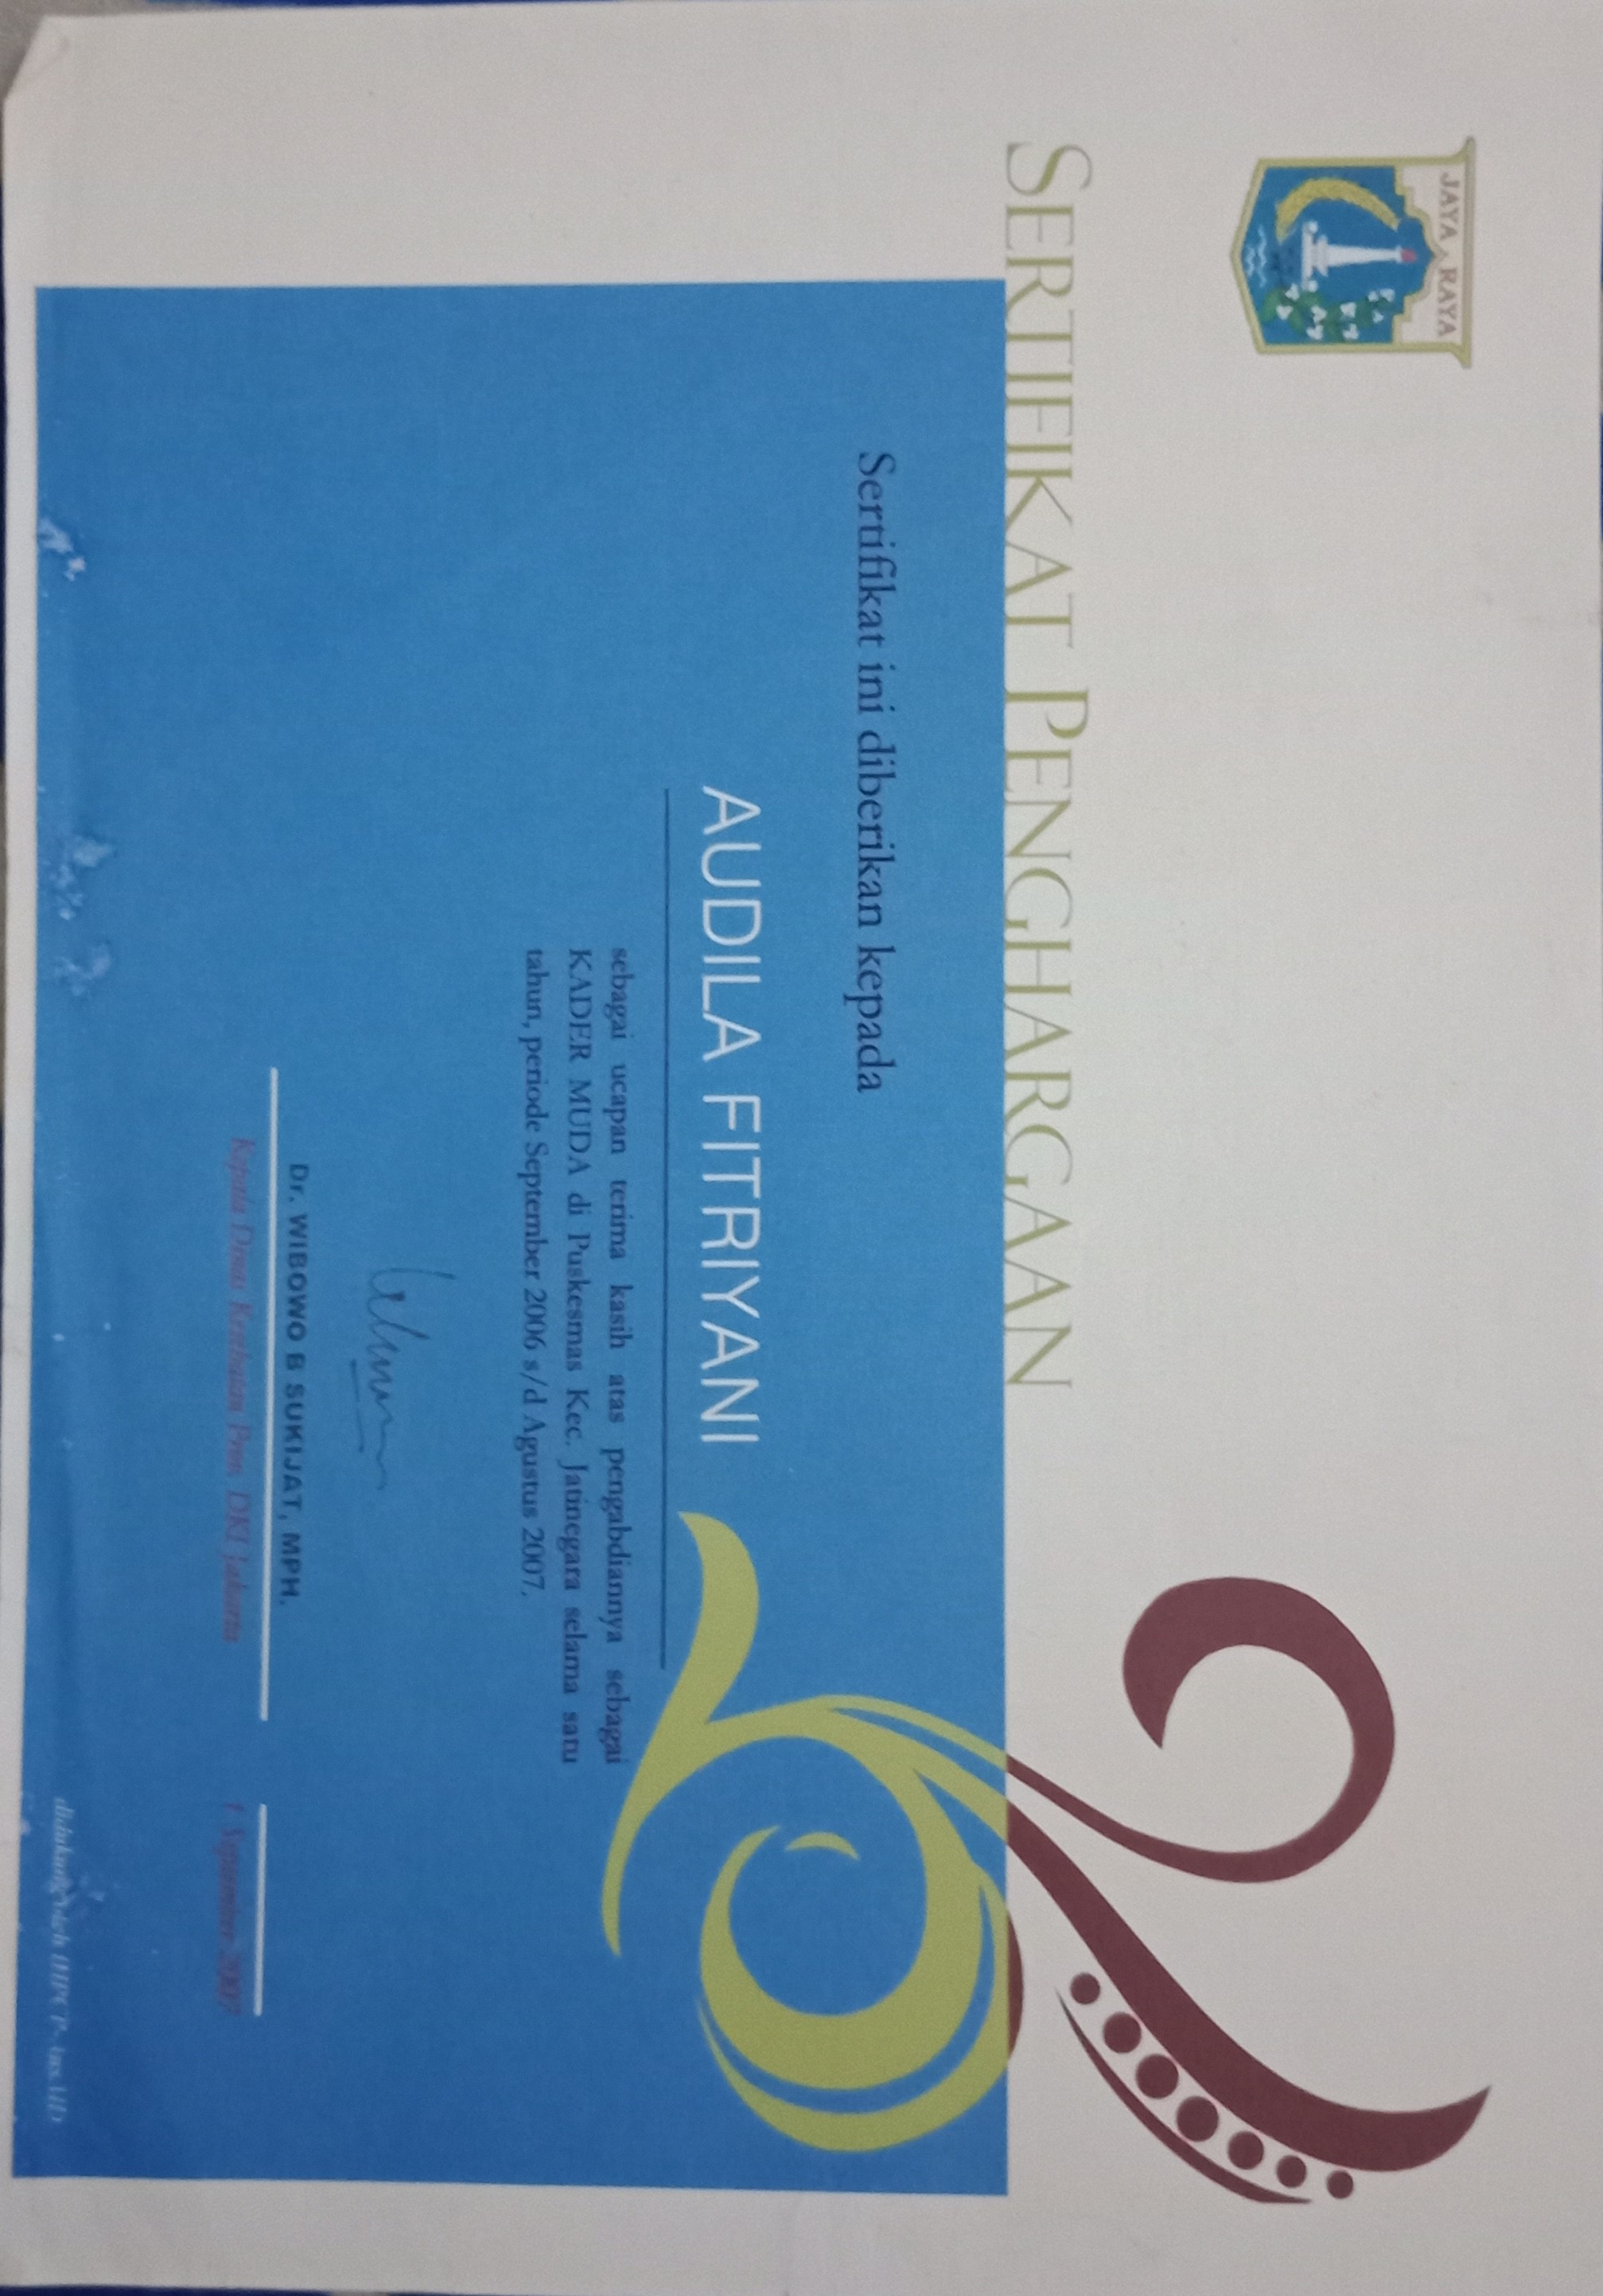 JAYA RAYA
SERTIFIKAT PENGHARGAAN
Sertifikat ini diberikan kepada
AUDILA FITRIYANI
sebagai ucapan terima kasih atas pengabdiannya sebagai
KADER MUDA di Puskesmas Kec. Jatinegara selama satu
tahun, periode September 2006 s/d Agustus 2007.
Dr. WIBOWO B SUKIJAT, MPH.
Kepala Dinas Kesehatan Prov. DKI Jakarta
1 September 2007
didukung oleh IHPCP-AusAID